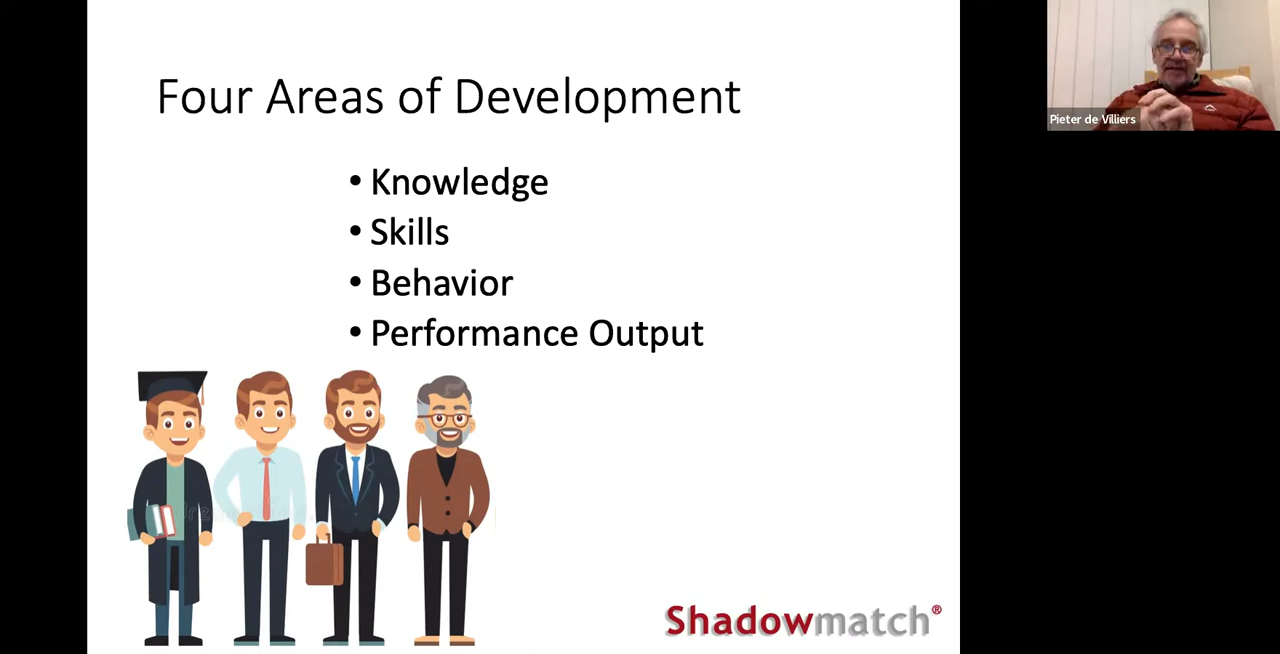 Four Areas of Development
• Knowledge
• Skills
• Behavior
• Performance Output
Shadowmatch®
Pieter de Villiers